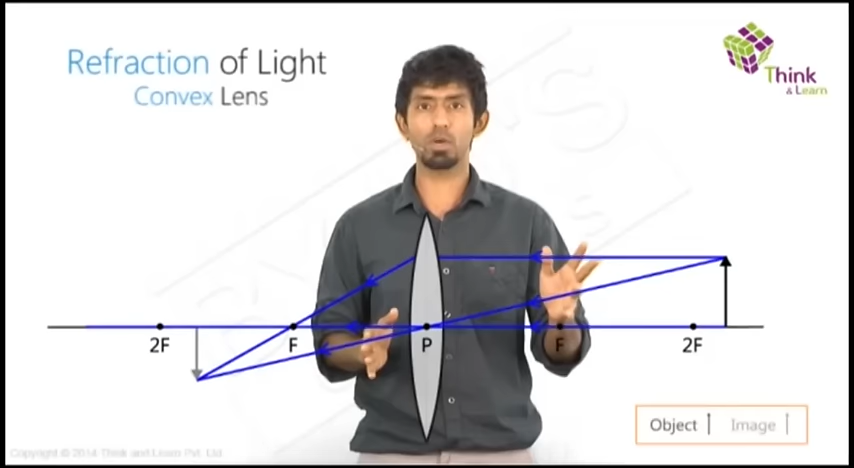 Refraction of Light
Convex Lens
Think
& Learn
2F
F
P
F
2F
Object
Image
Copyright © 2014 Think and Learn Pvt. Ltd